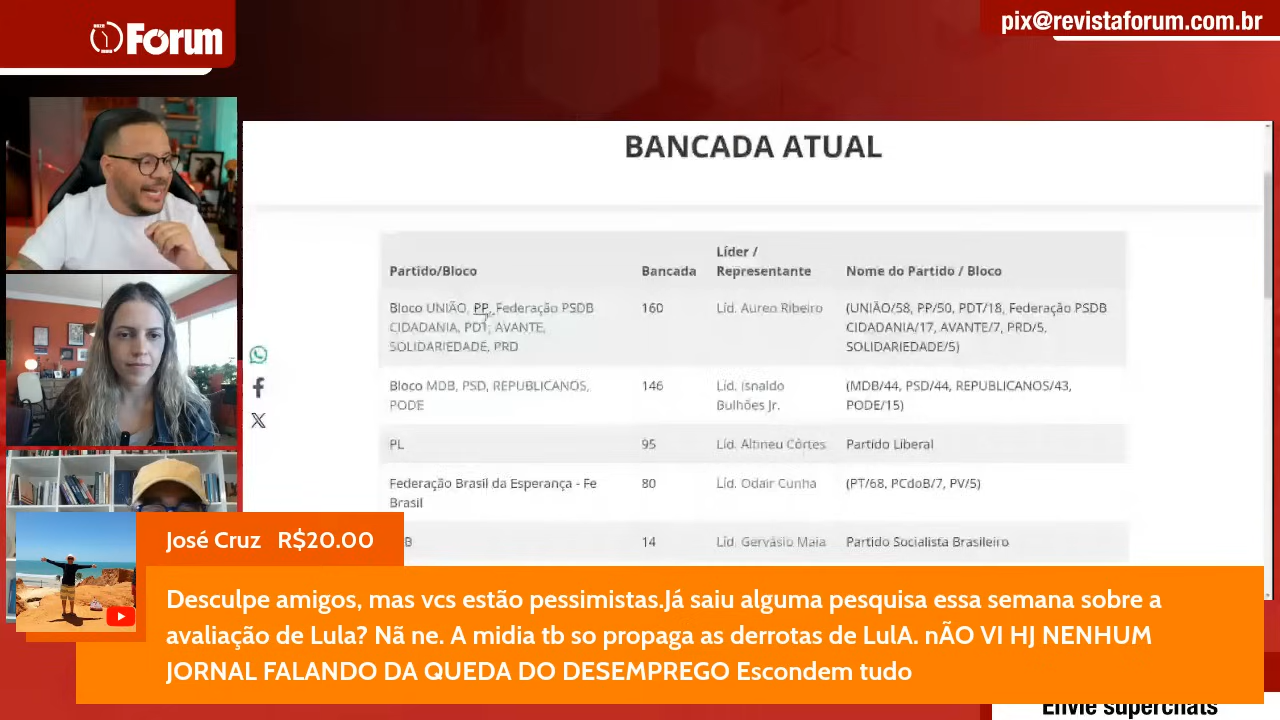 Forum
pix@revistaforum.com.br
BANCADA ATUAL
Partido/Bloco
Bancada
Líder /
Representante
Nome do Partido / Bloco
Bloco UNIÃO, PP, Federação PSDB
CIDADANIA, PDT, AVANTE,
SOLIDARIEDADE, PRD
160
Líd. Aureo Ribeiro
(UNIÃO/58, PP/50, PDT/18, Federação PSDB
CIDADANIA/17, AVANTE/7, PRD/5,
SOLIDARIEDADE/5)
Bloco MDB, PSD, REPUBLICANOS,
PODE
146
Líd. Isnaldo
Bulhões Jr.
(MDB/44, PSD/44, REPUBLICANOS/43,
PODE/15)
PL
95
Líd. Altineu Côrtes
Partido Liberal
Federação Brasil da Esperança - Fe
Brasil
80
Líd. Odair Cunha
(PT/68, PCdoB/7, PV/5)
B
14
Líd. Gervásio Maia
Partido Socialista Brasileiro
José Cruz R$20.00
Desculpe amigos, mas vcs estão pessimistas.Já saiu alguma pesquisa essa semana sobre a
avaliação de Lula? Nã ne. A midia tb so propaga as derrotas de LulA. nÃO VI HJ NENHUM
JORNAL FALANDO DA QUEDA DO DESEMPREGO Escondem tudo
Envie superchats